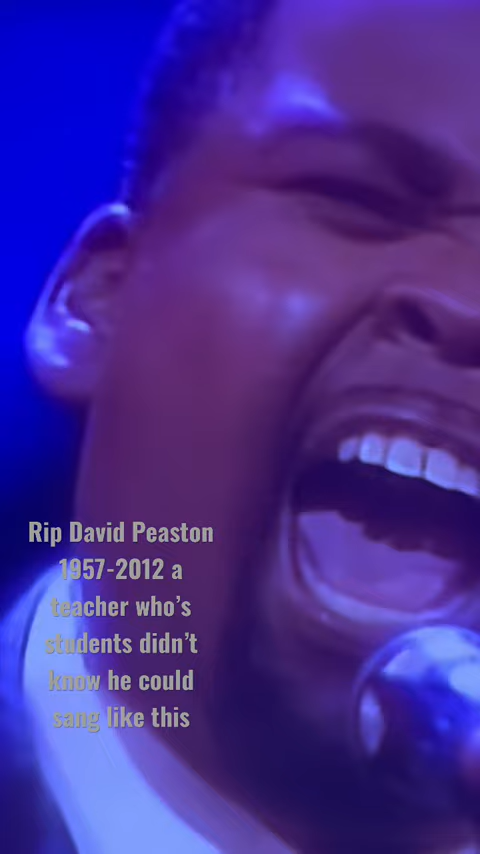 Rip David Peaston
1957-2012 a
teacher who's
students didn't
know he could
sang like this